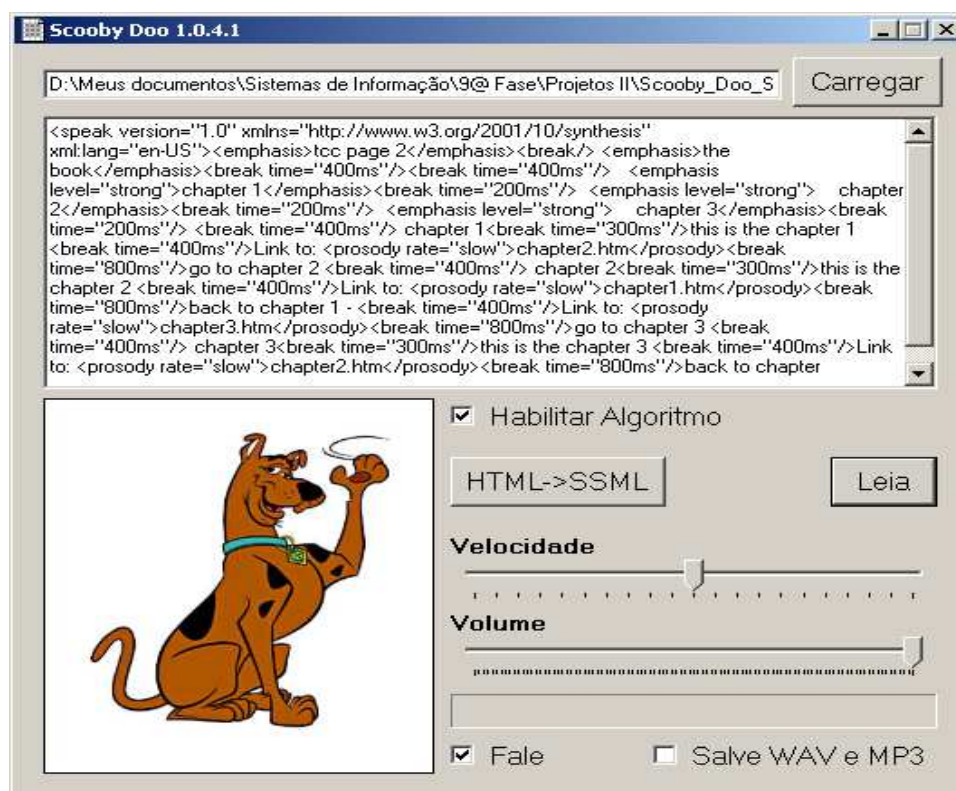 Scooby Doo 1.0.4.1
D:\Meus documentos\Sistemas de Informação\9@ Fase\Projetos II\Scooby_Doo_S
Carregar
<speak version="1.0" xmlns="http://www.w3.org/2001/10/synthesis"
xml:lang="en-US"><emphasis>tcc page 2</emphasis><break/> <emphasis>the
book</emphasis><break time="400ms"/><break time="400ms"/> <emphasis
level="strong">chapter 1</emphasis><break time="200ms"/> <emphasis level="strong"> chapter
2</emphasis><break time="200ms"/> <emphasis level="strong"> chapter 3</emphasis><break
time="200ms"/> <break time="400ms"/> chapter 1<break time="300ms"/>this is the chapter 1
<break time="400ms"/>Link to: <prosody rate="slow">chapter2.htm</prosody><break
time="800ms"/>go to chapter 2 <break time="400ms"/> chapter 2<break time="300ms"/>this is the
chapter 2 <break time="400ms"/>Link to: <prosody rate="slow">chapter1.htm</prosody><break
time="800ms"/>back to chapter 1 - <break time="400ms"/>Link to: <prosody
rate="slow">chapter3.htm</prosody><break time="800ms"/>go to chapter 3 <break
time="400ms"/> chapter 3<break time="300ms"/>this is the chapter 3 <break time="400ms"/>Link
to: <prosody rate="slow">chapter2.htm</prosody><break time="800ms"/>back to chapter
Habilitar Algoritmo
HTML->SSML
Leia
Velocidade
Volume
Fale
Salve WAV e MP3